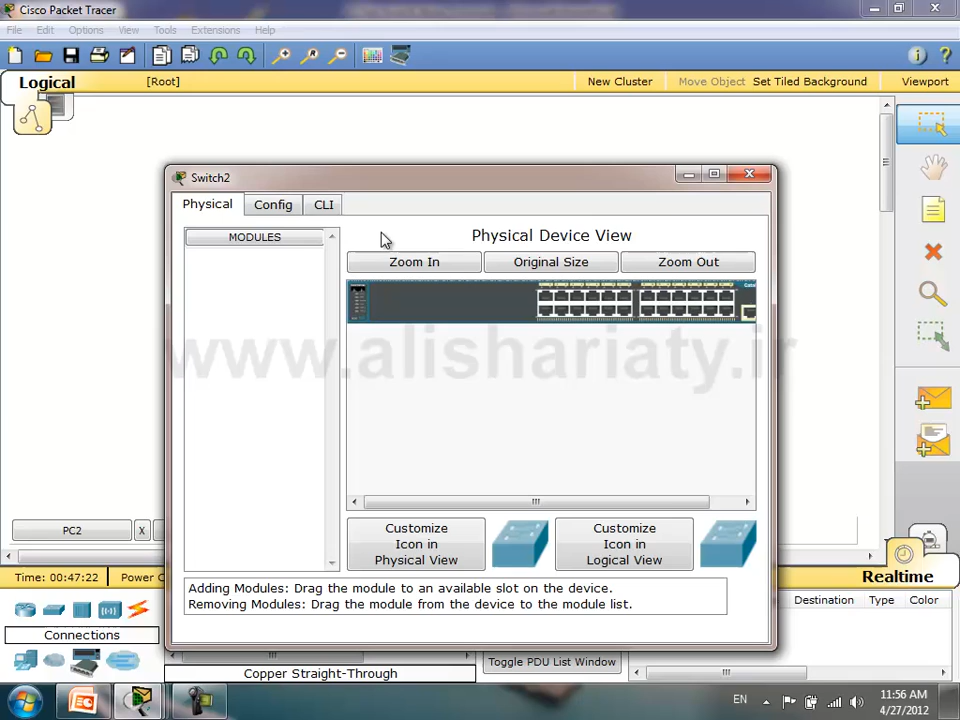 Cisco Packet Tracer
File Edit Options View Tools Extensions Help
Logical
[Root]
New Cluster
Move Object
Set Tiled Background
Viewport
Switch2
Physical
Config
CLI
MODULES
Physical Device View
Zoom In
Original Size
Zoom Out
www.alishariaty.ir
Customize
Icon in
Physical View
Customize
Icon in
Logical View
Adding Modules: Drag the module to an available slot on the device.
Removing Modules: Drag the module from the device to the module list.
PC2
X
Time: 00:47:22
Power C
Realtime
Connections
Copper Straight-Through
Toggle PDU List Window
Destination Type Color
EN
11:56 AM
4/27/2012